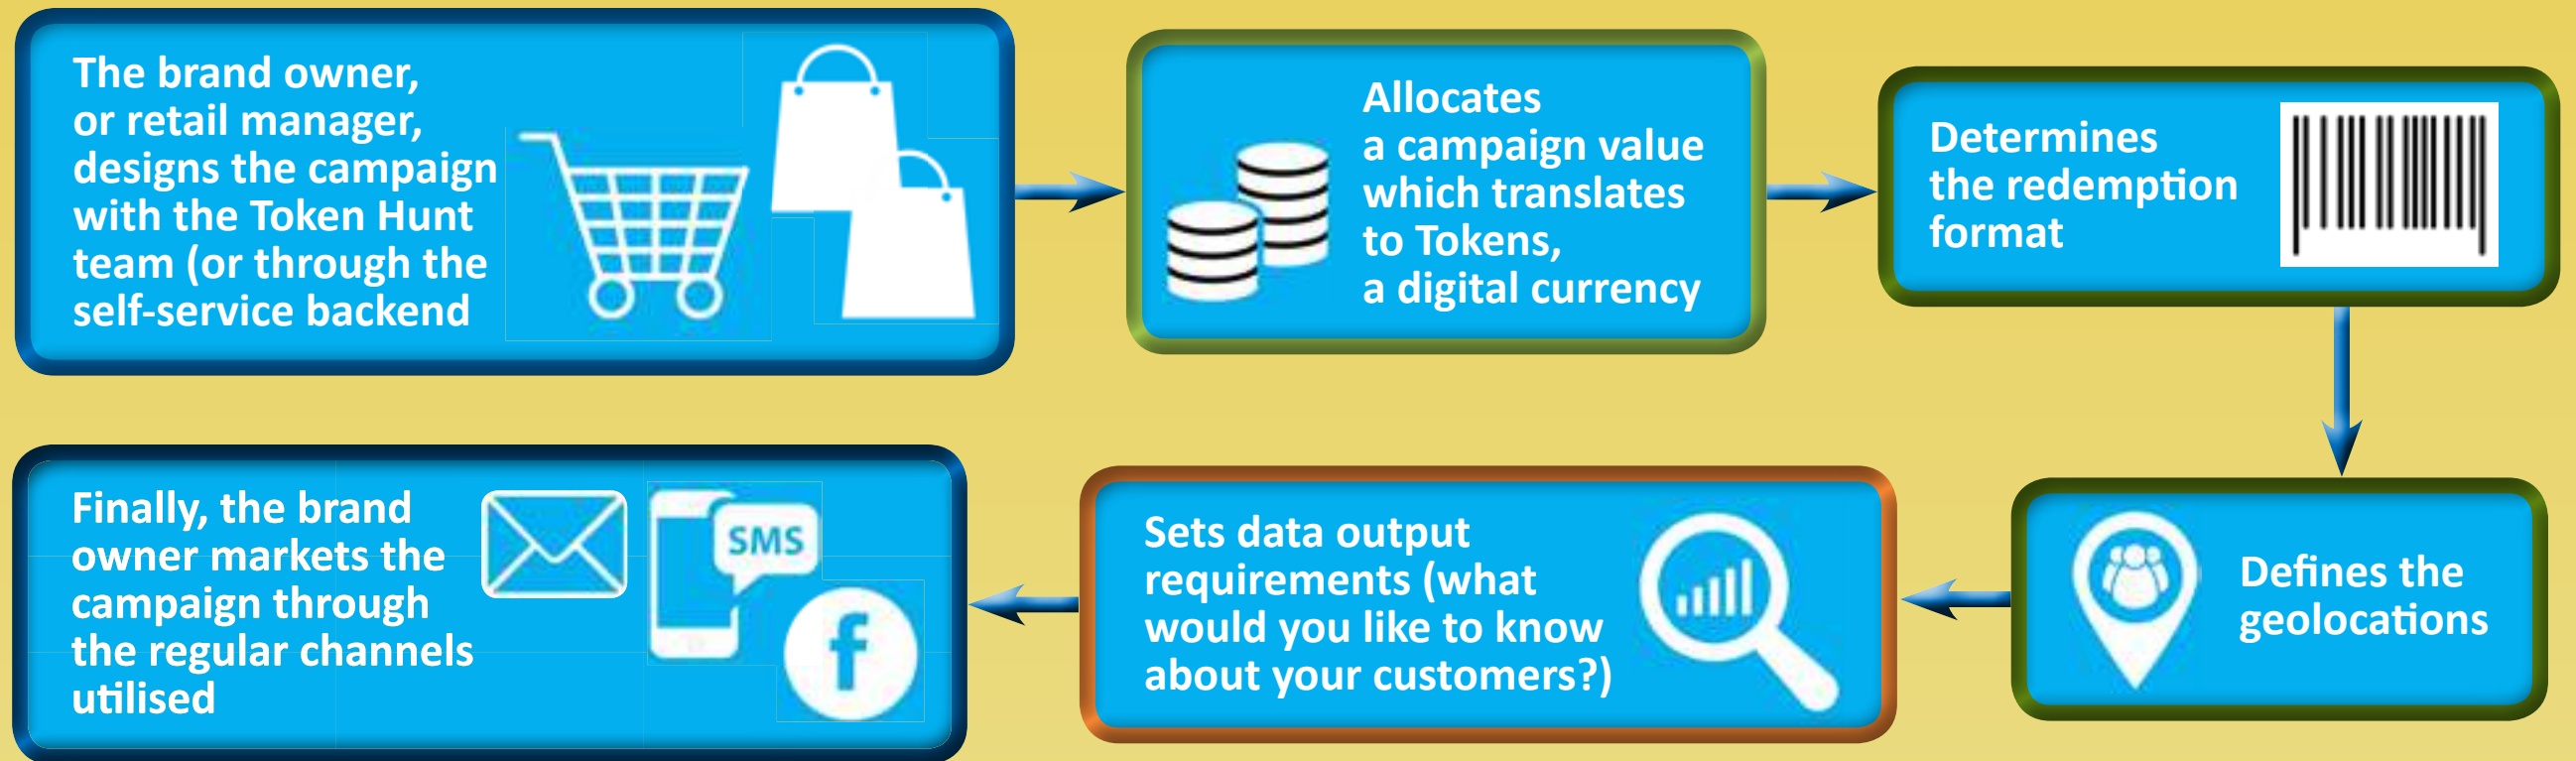 The brand owner,
or retail manager,
designs the campaign
with the Token Hunt
team (or through the
self-service backend
Allocates
a campaign value
which translates
to Tokens,
a digital currency
Determines
the redemption
format
Defines the
geolocations
Sets data output
requirements (what
would you like to know
about your customers?)
Finally, the brand
owner markets the
campaign through
the regular channels
utilised
SMS
f